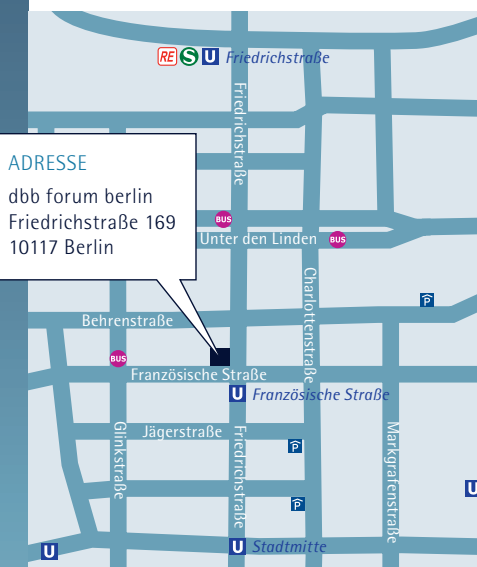 RE S U Friedrichstraße
Friedrichstraße
ADRESSE
dbb forum berlin
Friedrichstraße 169
10117 Berlin
BUS
Unter den Linden BUS
Charlottenstraße
P
Behrenstraße
BUS
Französische Straße
U Französische Straße
Glinkstraße
Jägerstraße
Friedrichstraße
P
Markgrafenstraße
U
P
U Stadtmitte
U